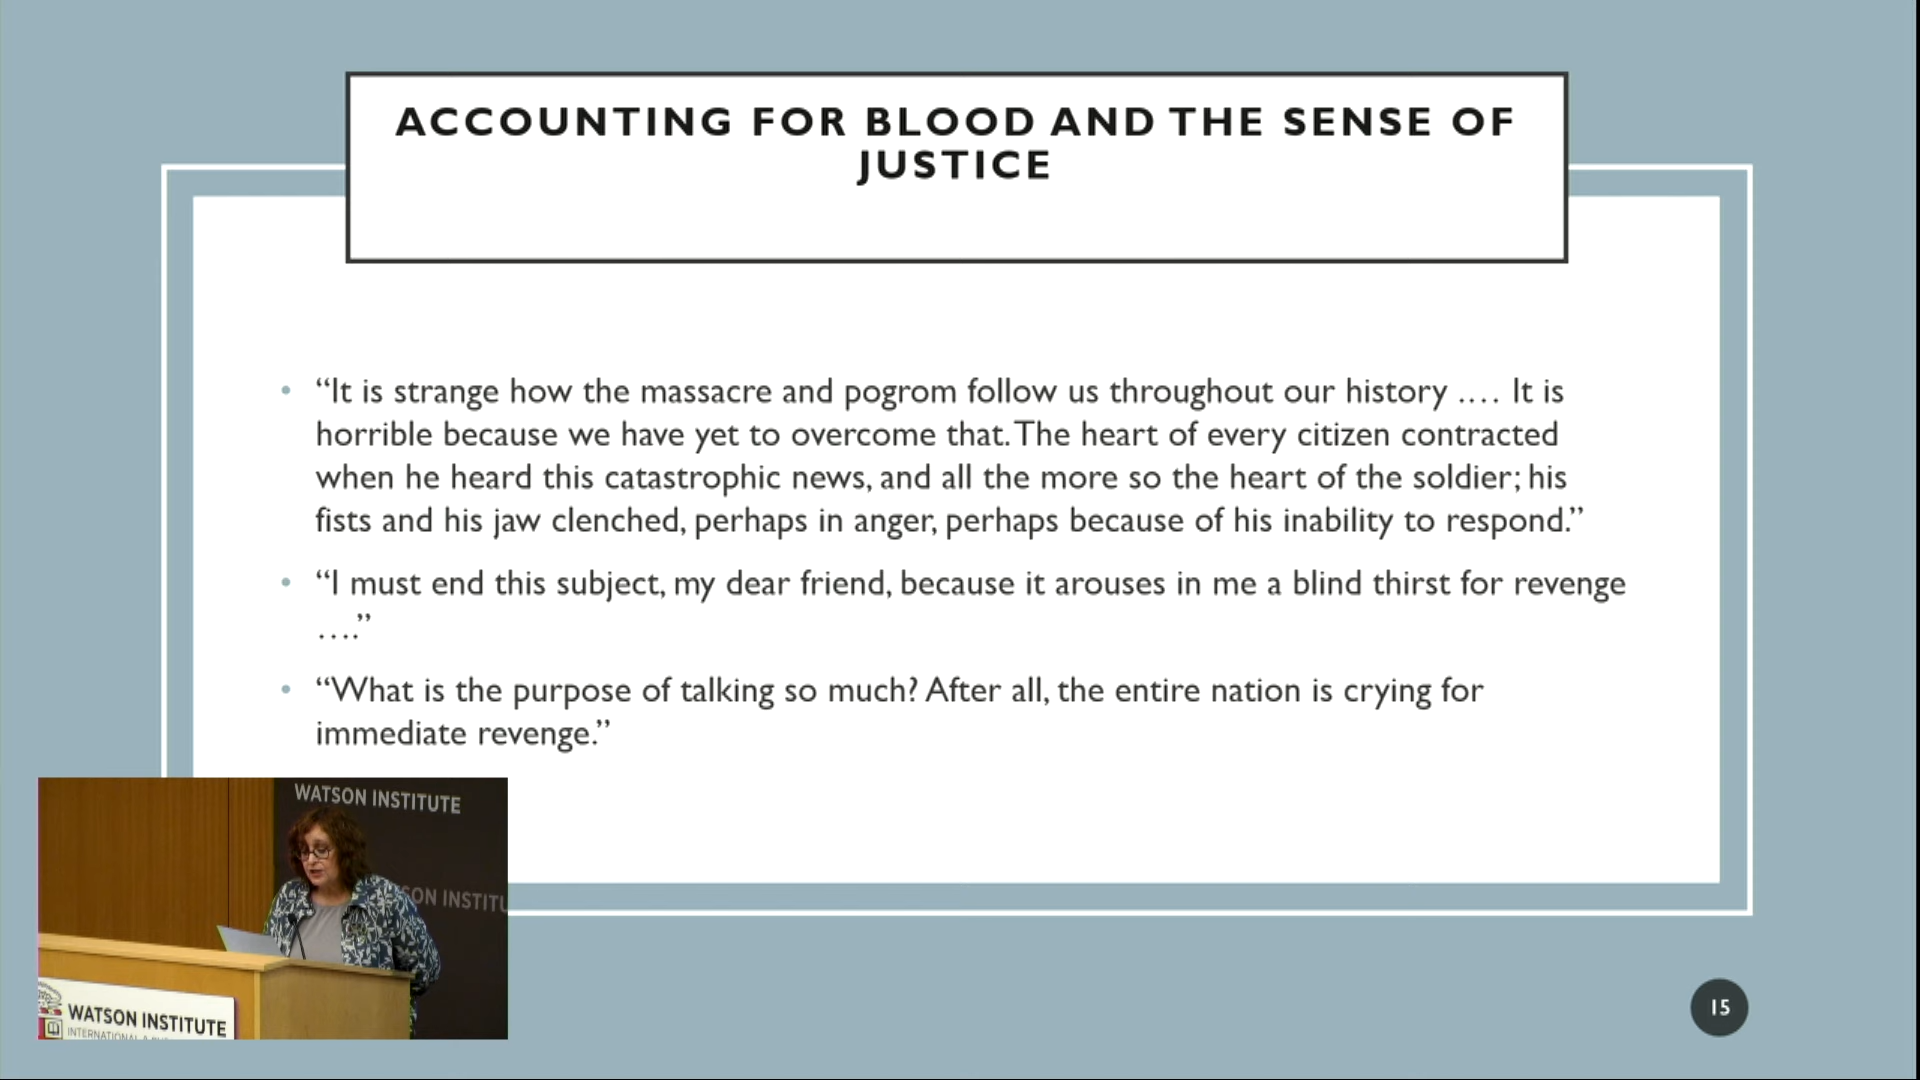 ACCOUNTING FOR BLOOD AND THE SENSE OF
JUSTICE
• “It is strange how the massacre and pogrom follow us throughout our history …. It is
horrible because we have yet to overcome that. The heart of every citizen contracted
when he heard this catastrophic news, and all the more so the heart of the soldier; his
fists and his jaw clenched, perhaps in anger, perhaps because of his inability to respond.”
• “I must end this subject, my dear friend, because it arouses in me a blind thirst for revenge
….”
• “What is the purpose of talking so much? After all, the entire nation is crying for
immediate revenge.”
WATSON INSTITUTE
SON INSTITU
WATSON INSTITUTE
INTERNATIONAL &
15